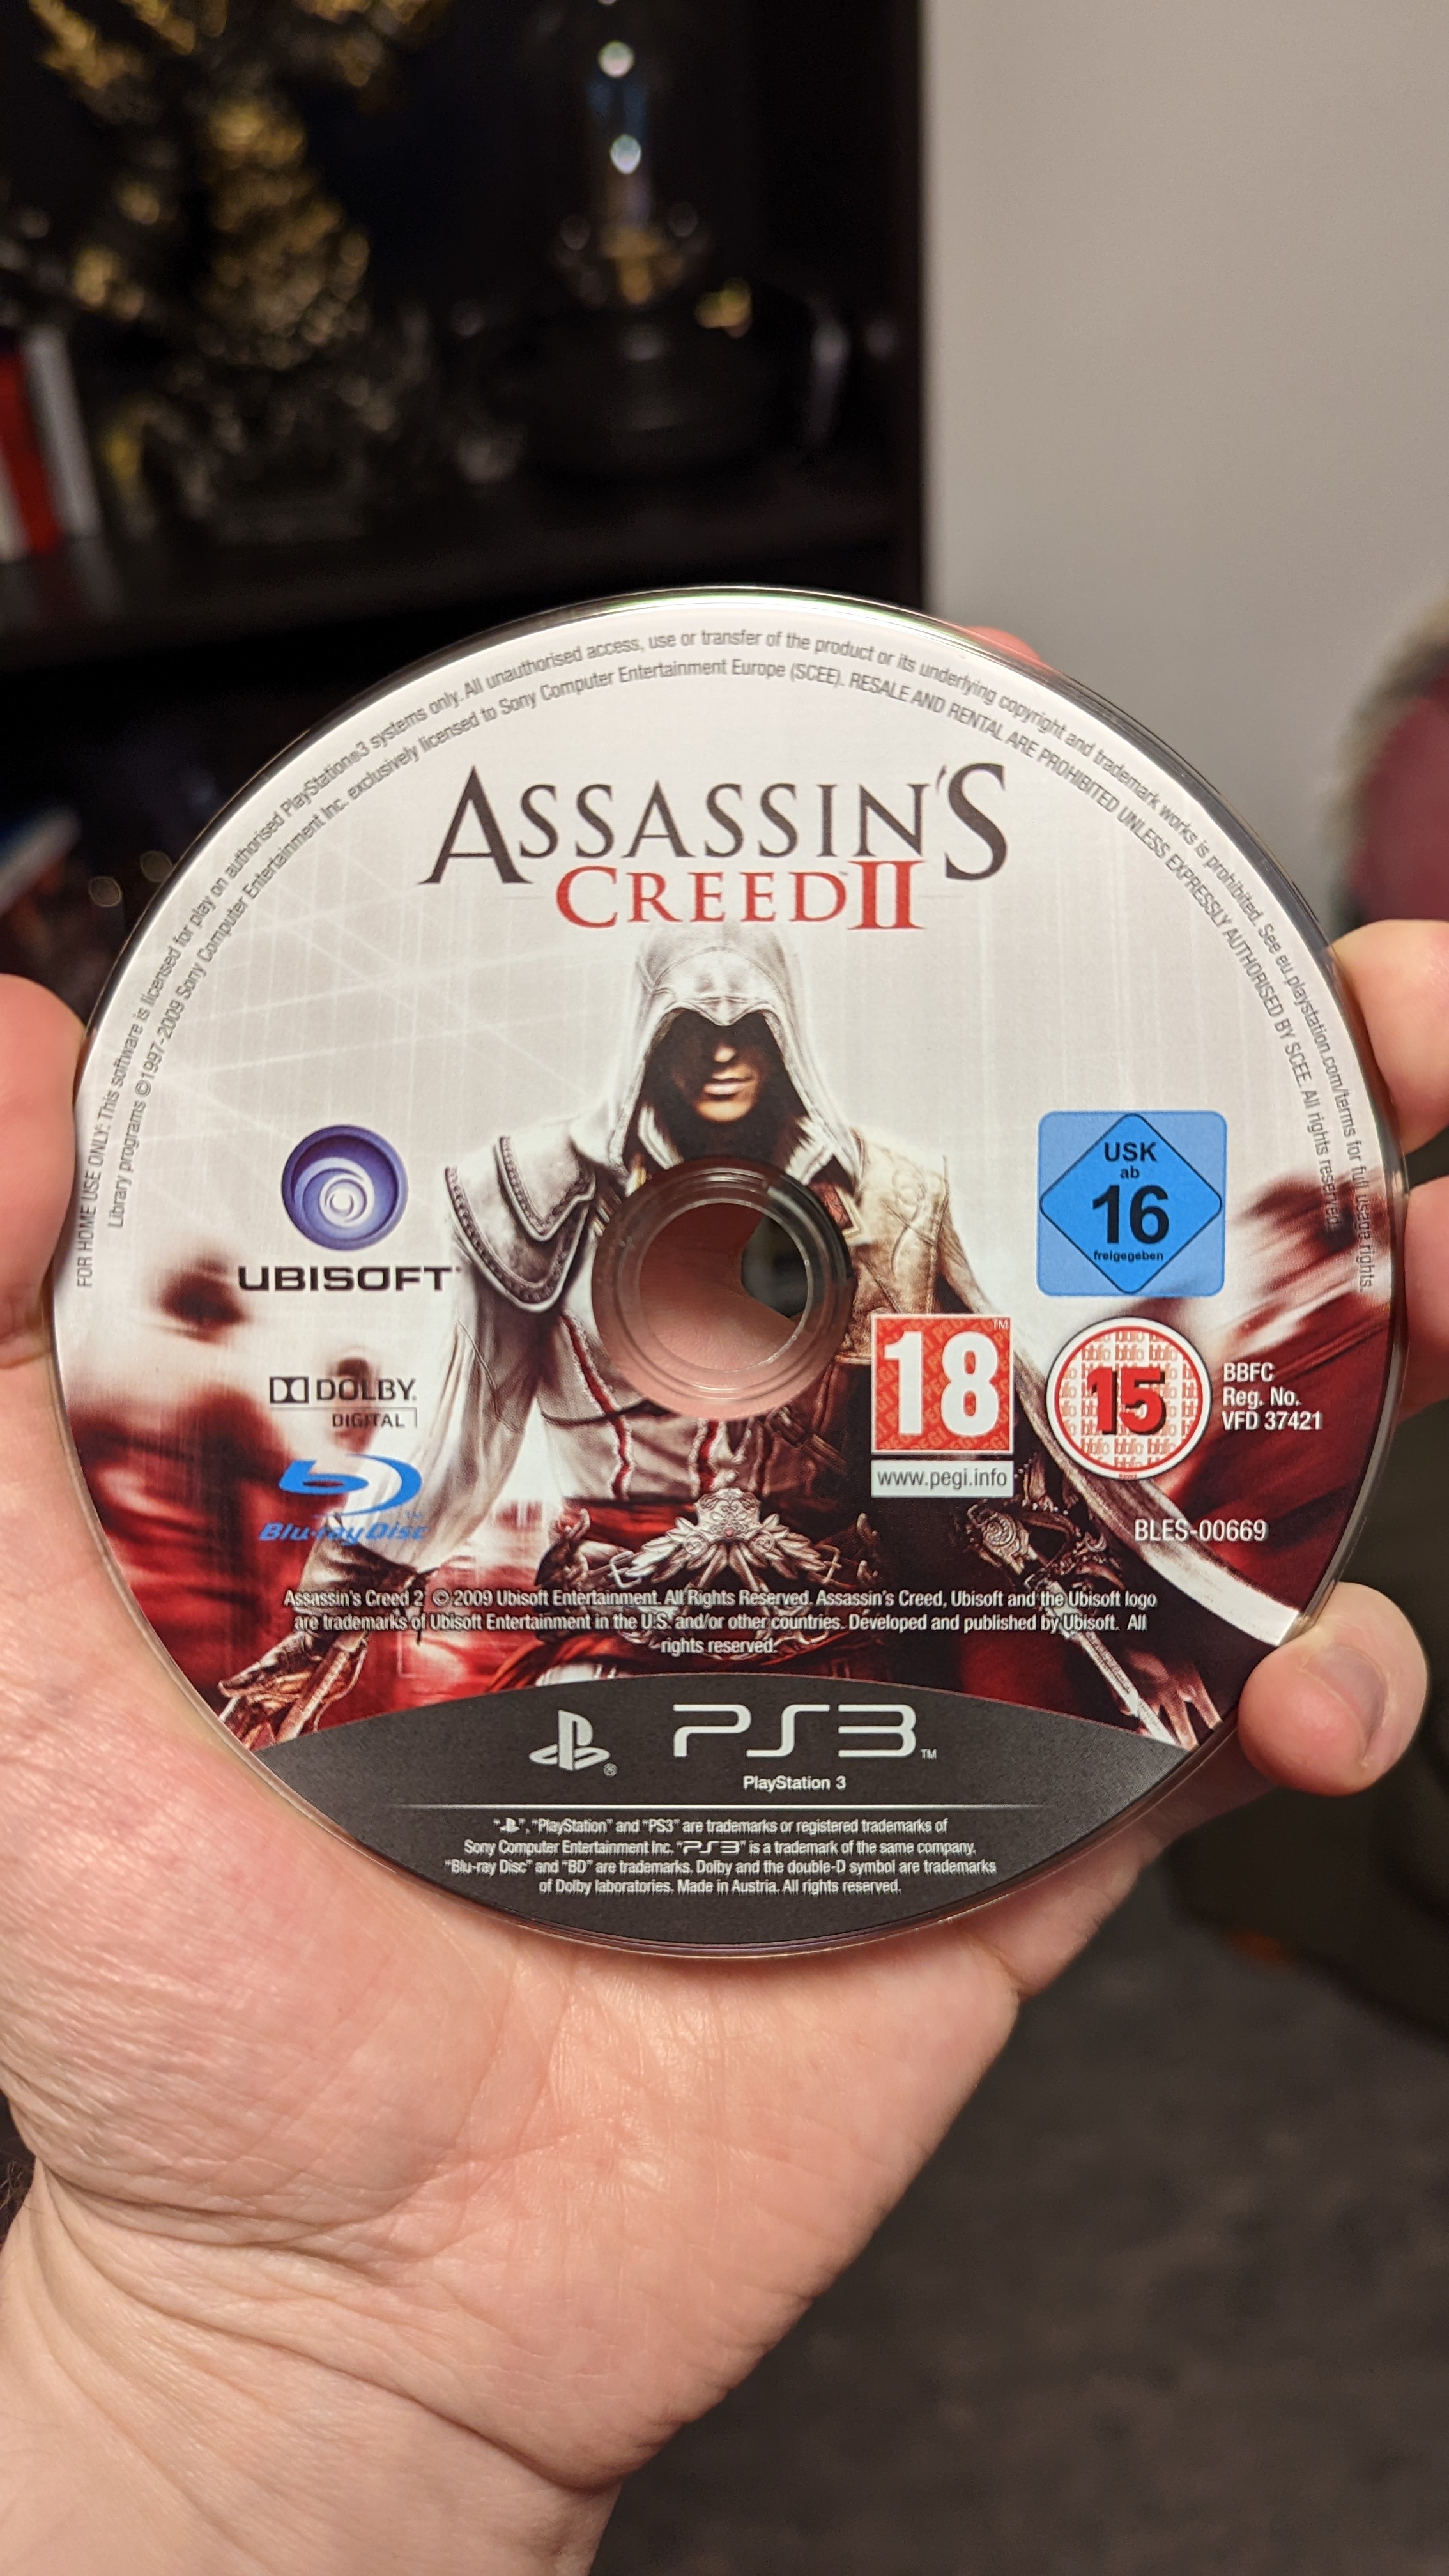 FOR HOME USE ONLY: This software is licensed for play on authorised PlayStation®3 systems only. All unauthorised access, use or transfer of the product or its underlying copyright and trademark works is prohibited. See eu.playstation.com/terms for full usage rights.
Library programs ©1997-2009 Sony Computer Entertainment Inc. exclusively licensed to Sony Computer Entertainment Europe (SCEE). RESALE AND RENTAL ARE PROHIBITED UNLESS EXPRESSLY AUTHORISED BY SCEE. All rights reserved.
ASSASSIN'S
CREED II
UBISOFT
USK
ab
16
freigegeben
DOLBY
DIGITAL
Blu-ray Disc™
18™
www.pegi.info
15
BBFC
Reg. No.
VFD 37421
BLES-00669
Assassin's Creed 2 © 2009 Ubisoft Entertainment. All Rights Reserved. Assassin's Creed, Ubisoft and the Ubisoft logo
are trademarks of Ubisoft Entertainment in the U.S. and/or other countries. Developed and published by Ubisoft. All
rights reserved.
PS3™
PlayStation 3
"", "PlayStation" and "PS3" are trademarks or registered trademarks of
Sony Computer Entertainment Inc. "PS3" is a trademark of the same company.
"Blu-ray Disc" and "BD" are trademarks. Dolby and the double-D symbol are trademarks
of Dolby laboratories. Made in Austria. All rights reserved.